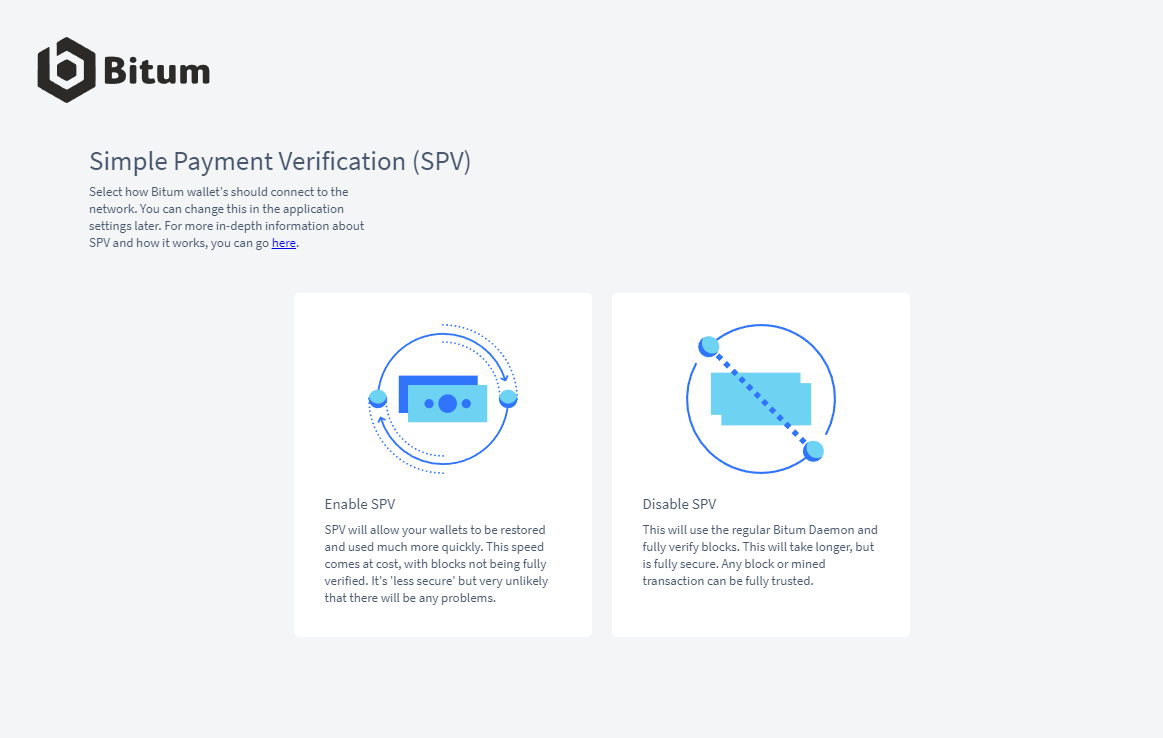 Bitum
Simple Payment Verification (SPV)
Select how Bitum wallet's should connect to the
network. You can change this in the application
settings later. For more in-depth information about
SPV and how it works, you can go here.
Enable SPV
SPV will allow your wallets to be restored
and used much more quickly. This speed
comes at cost, with blocks not being fully
verified. It's 'less secure' but very unlikely
that there will be any problems.
Disable SPV
This will use the regular Bitum Daemon and
fully verify blocks. This will take longer, but
is fully secure. Any block or mined
transaction can be fully trusted.